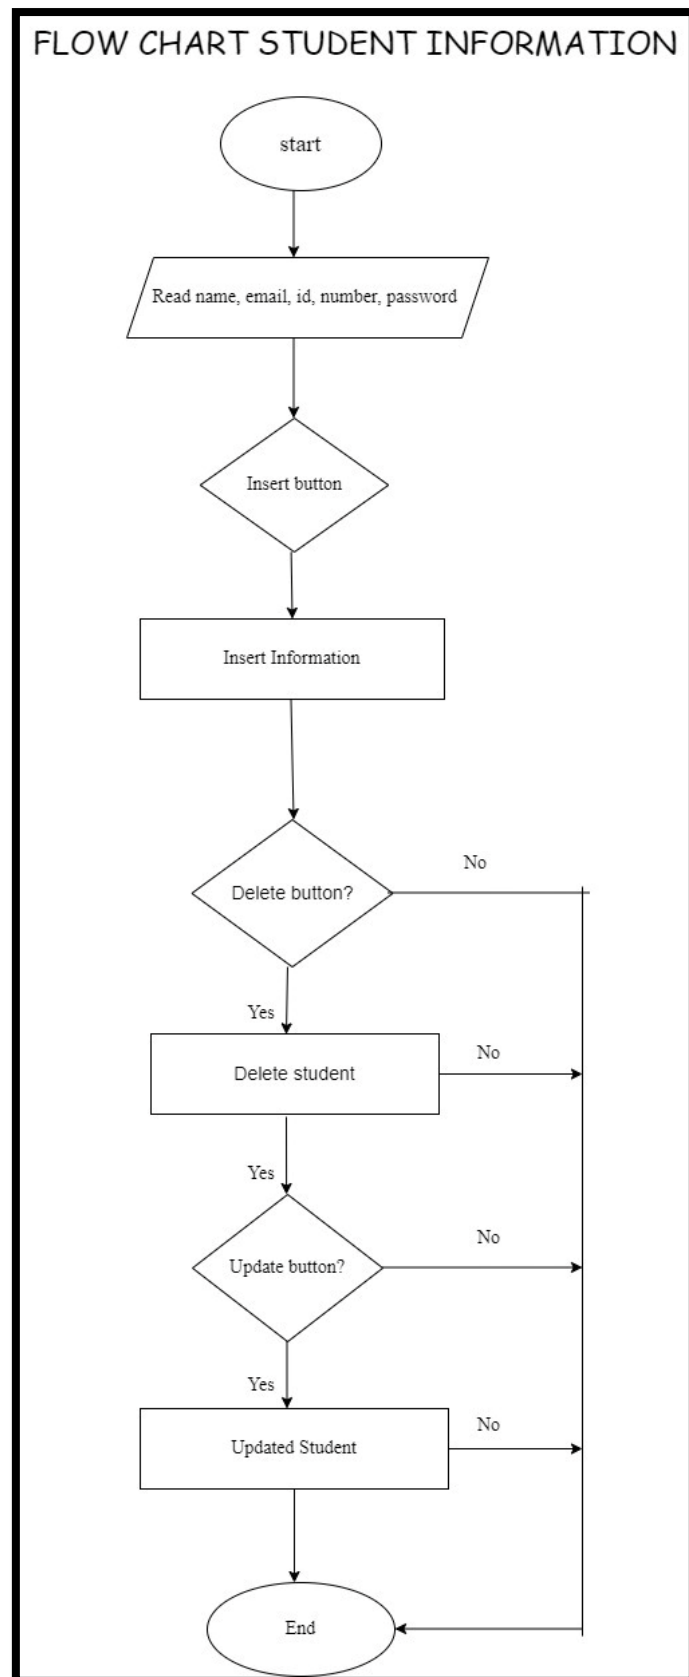 FLOW CHART STUDENT INFORMATION
start
Read name, email, id, number, password
Insert button
Insert Information
No
Delete button?
Yes
No
Delete student
Yes
No
Update button?
Yes
No
Updated Student
End